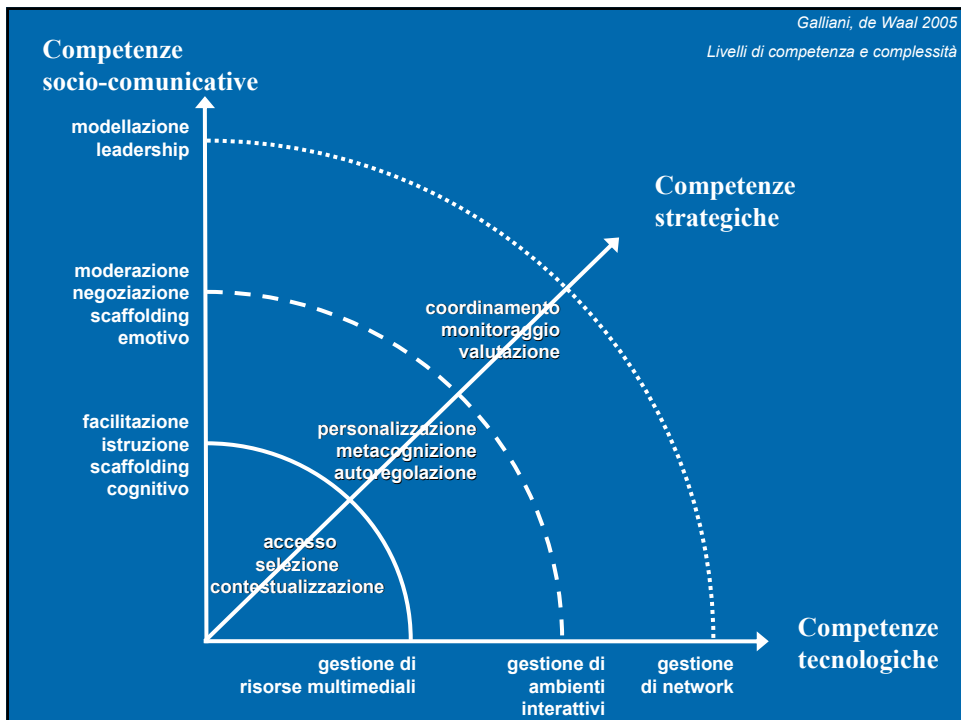 Galliani, de Waal 2005
Livelli di competenza e complessità
Competenze
socio-comunicative
modellazione
leadership
Competenze
strategiche
moderazione
negoziazione
scaffolding
emotivo
coordinamento
monitoraggio
valutazione
facilitazione
istruzione
scaffolding
cognitivo
personalizzazione
metacognizione
autoregolazione
accesso
selezione
contestualizzazione
Competenze
tecnologiche
gestione di
risorse multimediali
gestione di
ambienti
interattivi
gestione
di network